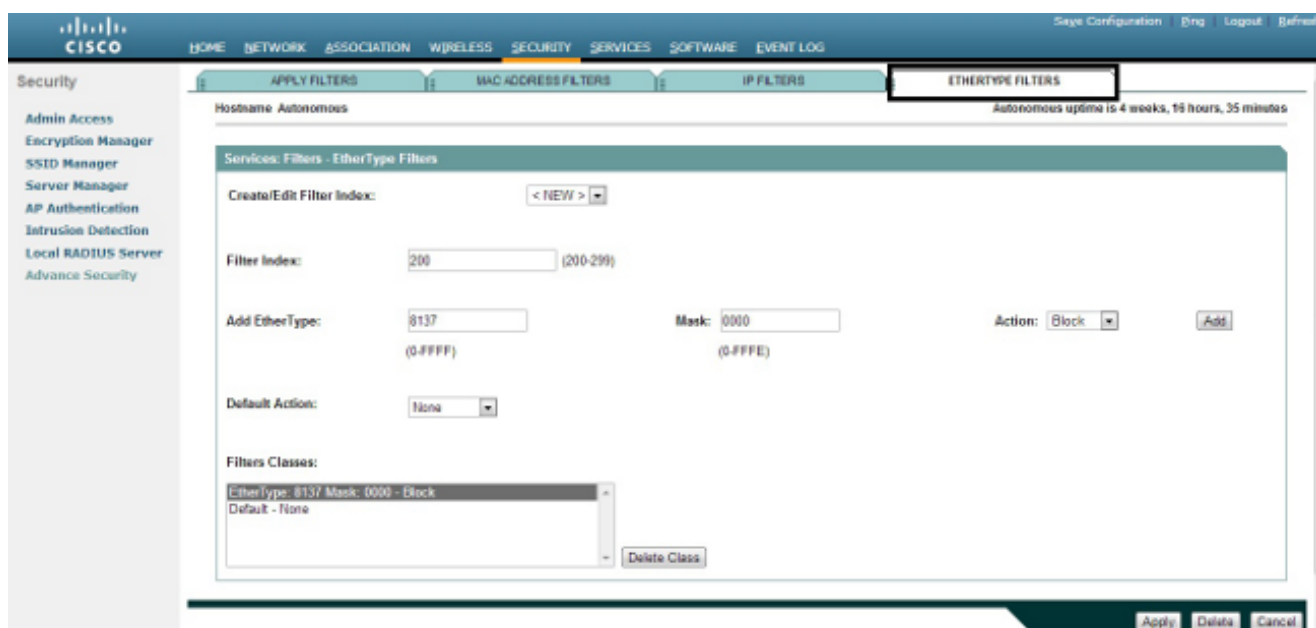 Save Configuration Ping Logout Refres
CISCO
HOME NETWORK ASSOCIATION WIRELESS SECURITY SERVICES SOFTWARE EVENT LOG
Security
Admin Access
Encryption Manager
SSID Manager
Server Manager
AP Authentication
Intrusion Detection
Local RADIUS Server
Advance Security
APPLY FILTERS MAC ADDRESS FILTERS IP FILTERS ETHERTYPE FILTERS
Hostname Autonomous Autonomous uptime is 4 weeks, 16 hours, 35 minutes
Services: Filters - EtherType Filters
Create/Edit Filter Index: < NEW >
Filter Index: 200 (200-299)
Add EtherType: 8137 Mask: 0000 Action: Block Add
(0-FFFF) (0-FFFE)
Default Action: None
Filters Classes:
EtherType: 8137 Mask: 0000 - Block
Default - None
Delete Class
Apply Delete Cancel